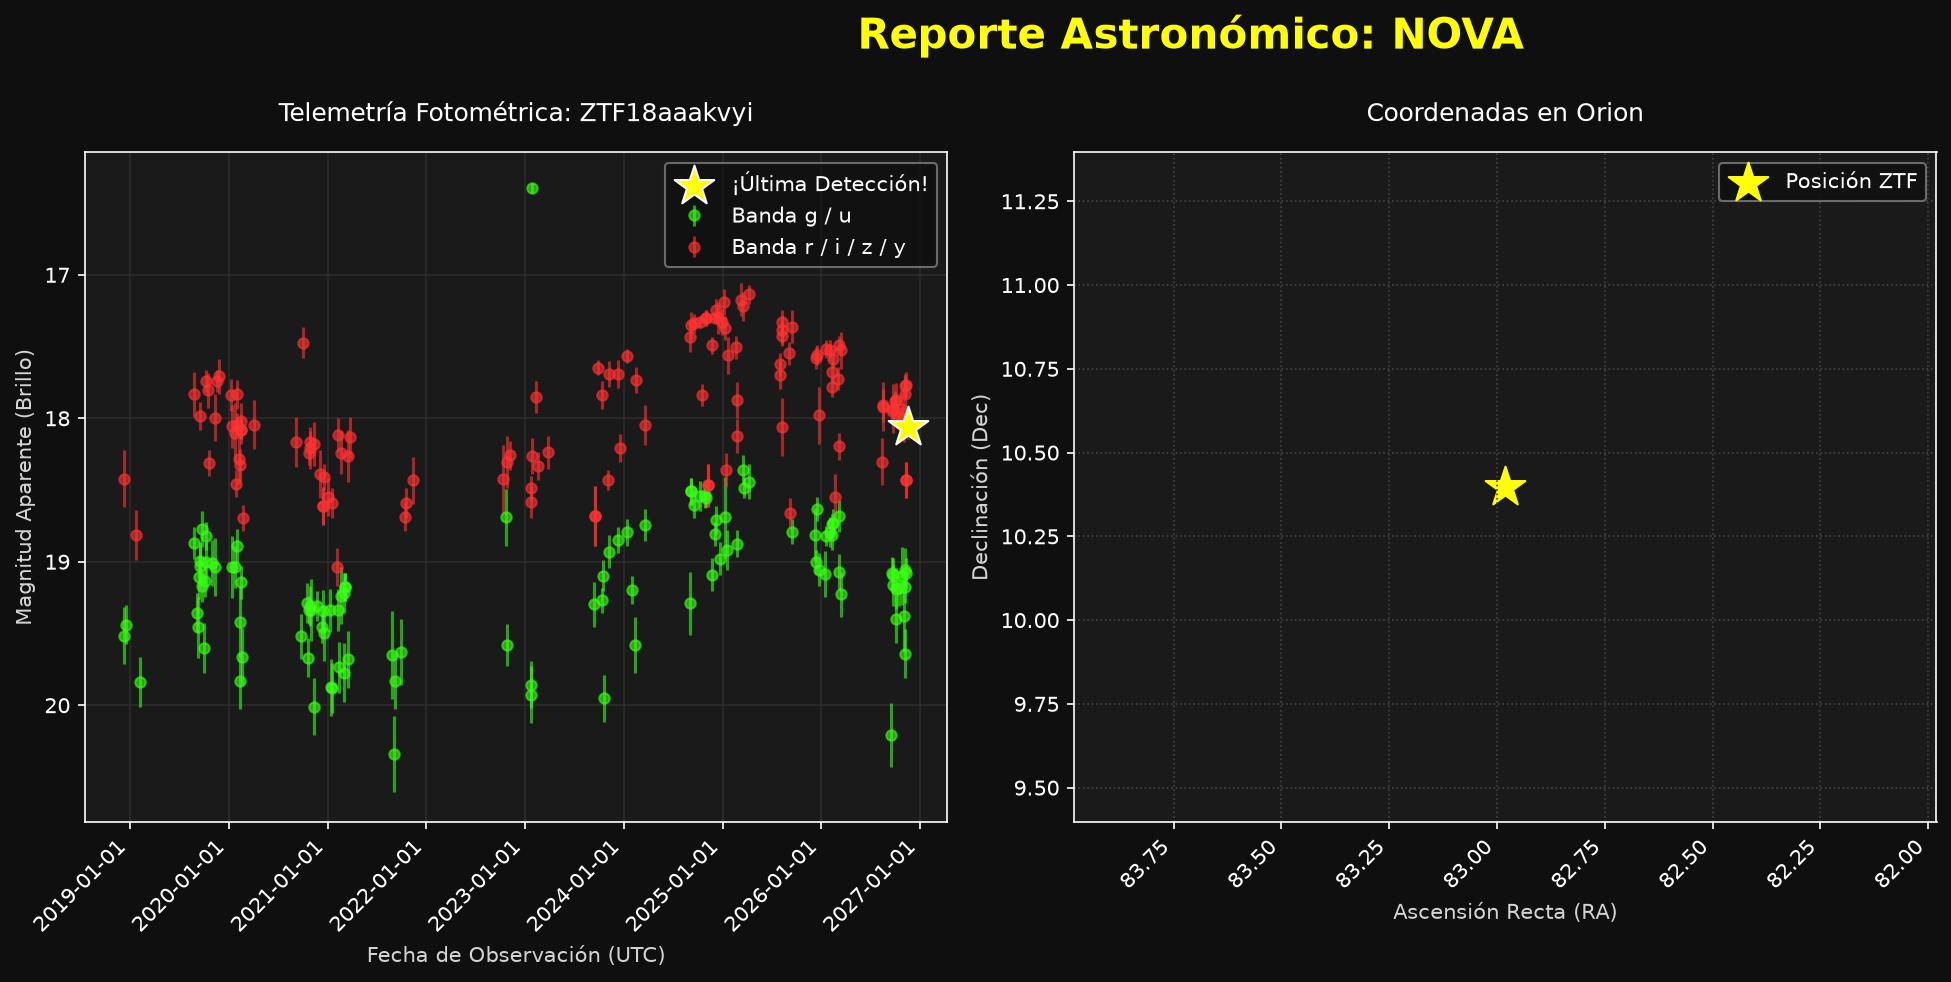 Reporte Astronómico: NOVA
Telemetría Fotométrica: ZTF18aaakvyi
¡Última Detección!
Banda g / u
Banda r / i / z / y
Magnitud Aparente (Brillo)
17
18
19
20
2019-01-01
2020-01-01
2021-01-01
2022-01-01
2023-01-01
2024-01-01
2025-01-01
2026-01-01
2027-01-01
Fecha de Observación (UTC)
Coordenadas en Orion
Posición ZTF
Declinación (Dec)
11.25
11.00
10.75
10.50
10.25
10.00
9.75
9.50
83.75
83.50
83.25
83.00
82.75
82.50
82.25
82.00
Ascensión Recta (RA)